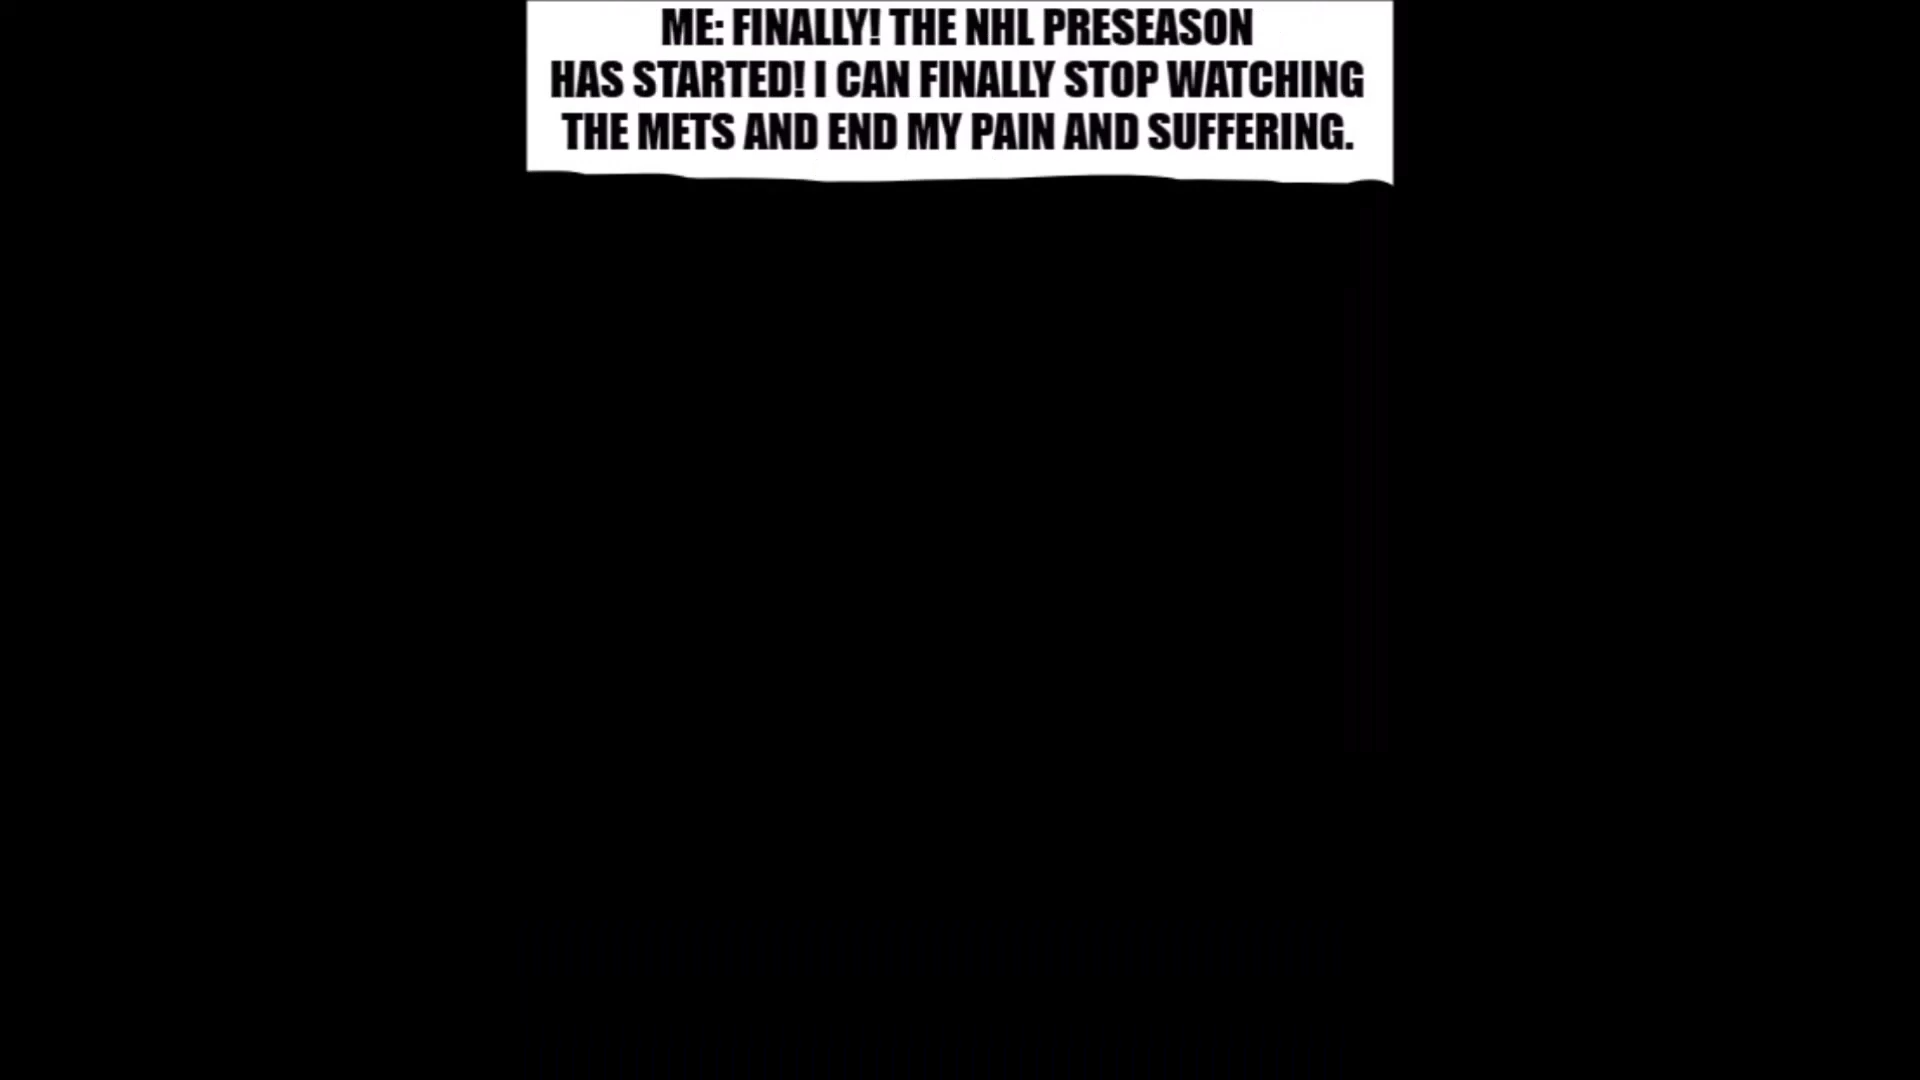 ME: FINALLY! THE NHL PRESEASON
HAS STARTED! I CAN FINALLY STOP WATCHING
THE METS AND END MY PAIN AND SUFFERING.